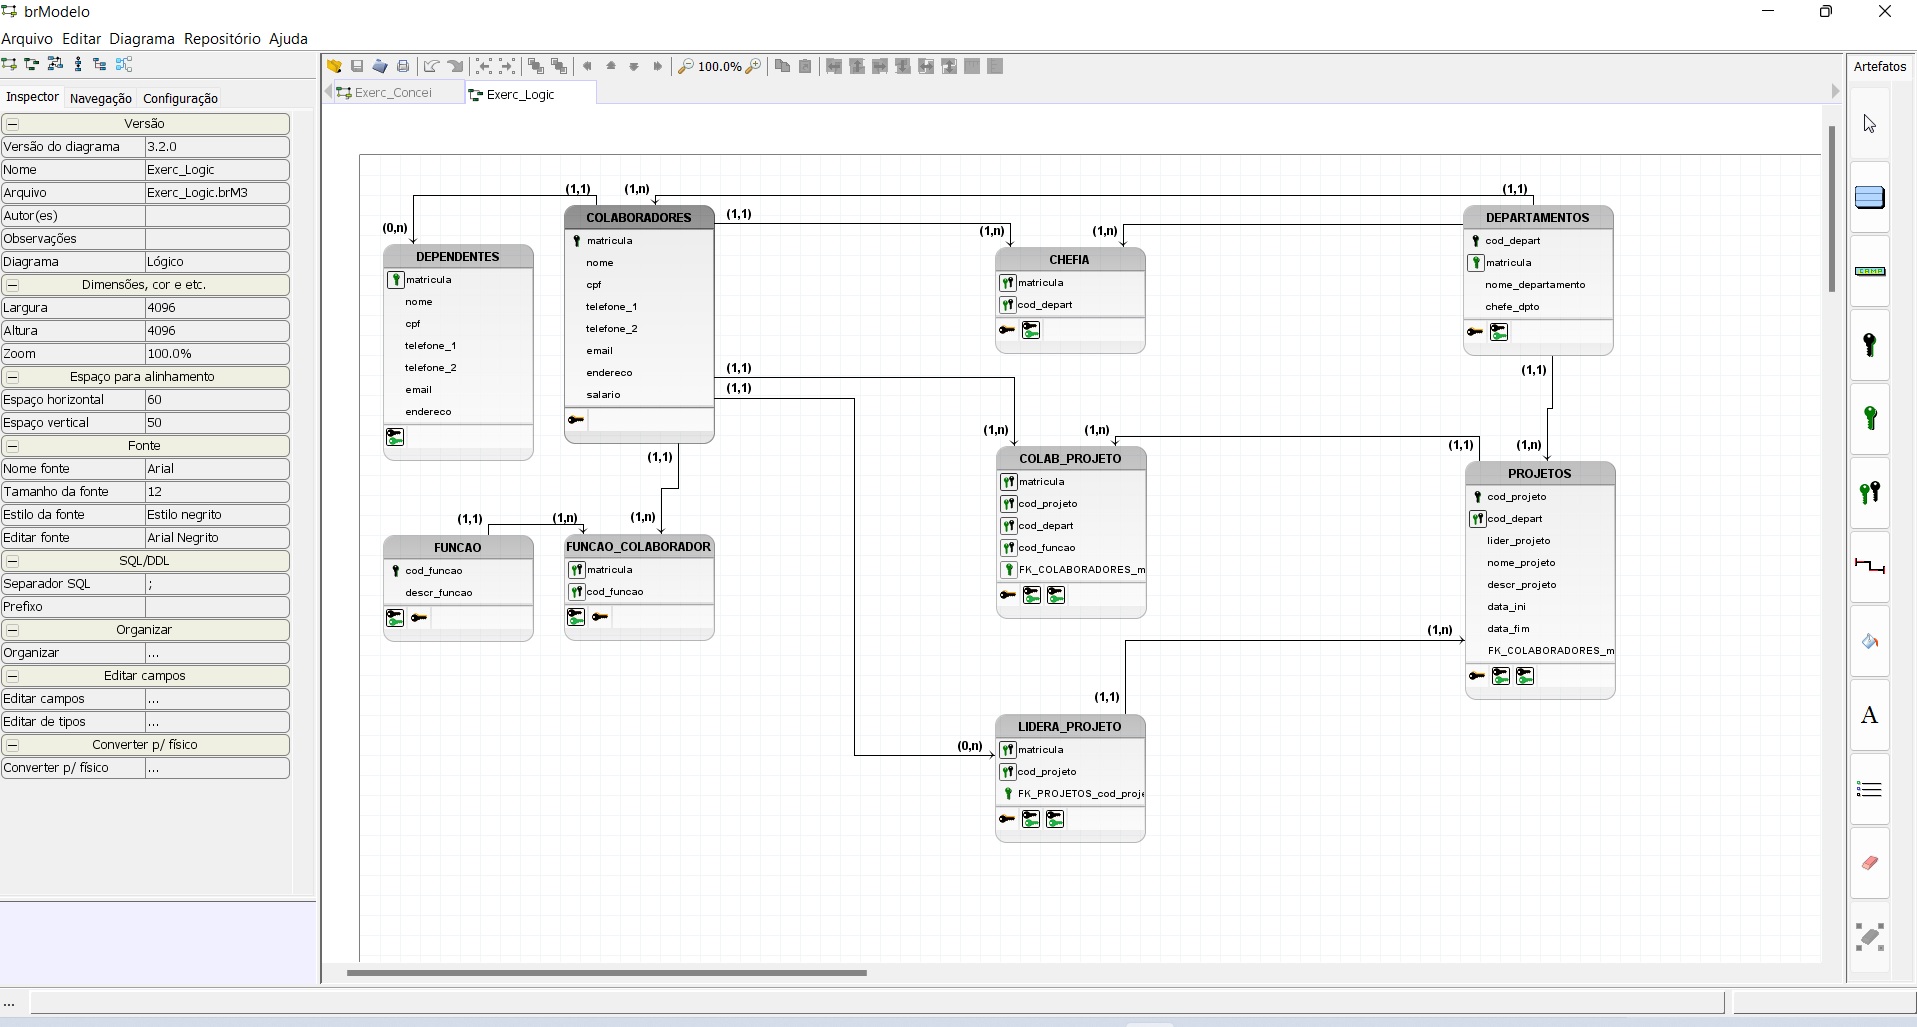 brModelo
Arquivo Editar Diagrama Repositório Ajuda
100.0%
Artefatos
Inspector Navegação Configuração
Exerc_Concei Exerc_Logic
Versão
Versão do diagrama 3.2.0
Nome Exerc_Logic
Arquivo Exerc_Logic.brM3
Autor(es)
Observações
Diagrama Lógico
Dimensões, cor e etc.
Largura 4096
Altura 4096
Zoom 100.0%
Espaço para alinhamento
Espaço horizontal 60
Espaço vertical 50
Fonte
Nome fonte Arial
Tamanho da fonte 12
Estilo da fonte Estilo negrito
Editar fonte Arial Negrito
SQL/DDL
Separador SQL ;
Prefixo
Organizar
Organizar ...
Editar campos
Editar campos ...
Editar de tipos ...
Converter p/ físico
Converter p/ físico ...
(1,1) (1,n) (1,1)
(0,n)
DEPENDENTES
matricula
nome
cpf
telefone_1
telefone_2
email
endereco
COLABORADORES
matricula
nome
cpf
telefone_1
telefone_2
email
endereco
salario
(1,1)
(1,n) (1,n)
CHEFIA
matricula
cod_depart
DEPARTAMENTOS
cod_depart
matricula
nome_departamento
chefe_dpto
(1,1)
(1,1)
(1,1)
(1,1)
(1,n)
(1,1) (1,n)
FUNCAO
cod_funcao
descr_funcao
FUNCAO_COLABORADOR
matricula
cod_funcao
(1,n) (1,n)
COLAB_PROJETO
matricula
cod_projeto
cod_depart
cod_funcao
FK_COLABORADORES_m
(1,1) (1,n)
PROJETOS
cod_projeto
cod_depart
lider_projeto
nome_projeto
descr_projeto
data_ini
data_fim
FK_COLABORADORES_m
(1,n)
(1,1)
(0,n)
LIDERA_PROJETO
matricula
cod_projeto
FK_PROJETOS_cod_proje
CAMP
A
...